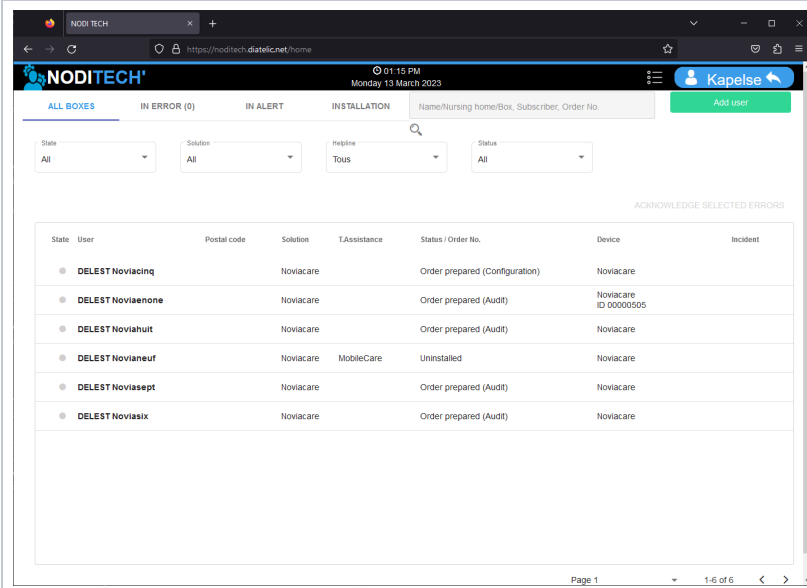 NODI TECH × +
https://noditech.diatelic.net/home
NODITECH'
01:15 PM
Monday 13 March 2023
Kapelse
ALL BOXES IN ERROR (0) IN ALERT INSTALLATION Name/Nursing home/Box, Subscriber, Order No. Add user
State Solution Helpline Status
All All Tous All
ACKNOWLEDGE SELECTED ERRORS
State User Postal code Solution T.Assistance Status / Order No. Device Incident
DELEST Noviacinq Noviacare Order prepared (Configuration) Noviacare
DELEST Noviaenone Noviacare Order prepared (Audit) Noviacare
ID 00000505
DELEST Noviahuit Noviacare Order prepared (Audit) Noviacare
DELEST Novianeuf Noviacare MobileCare Uninstalled Noviacare
DELEST Noviasept Noviacare Order prepared (Audit) Noviacare
DELEST Noviasix Noviacare Order prepared (Audit) Noviacare
Page 1 1-6 of 6